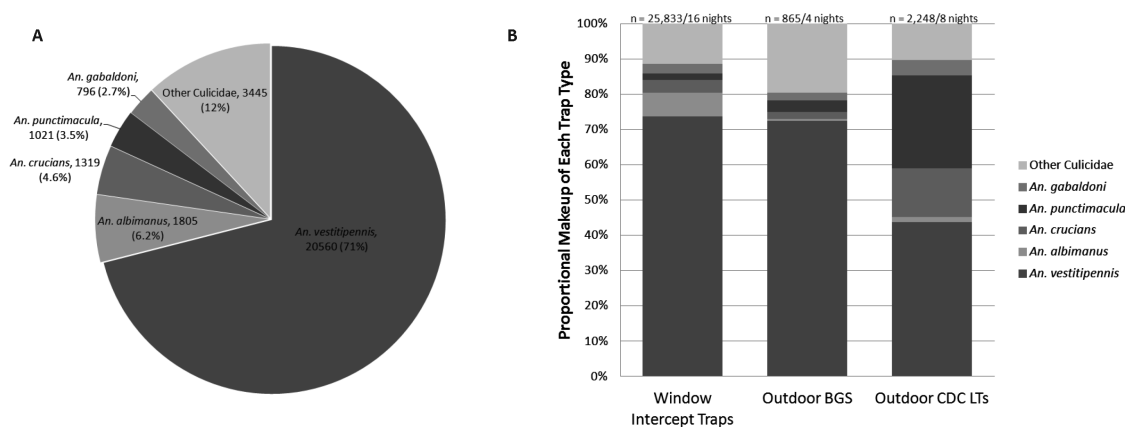 A
An. gabaldoni,
796 (2.7%)
An. punctimacula,
1021 (3.5%)
An. crucians, 1319
(4.6%)
An. albimanus, 1805
(6.2%)
Other Culicidae, 3445
(12%)
An. vestitipennis,
20560 (71%)
B
Proportional Makeup of Each Trap Type
n = 25,833/16 nights
n = 865/4 nights
n = 2,248/8 nights
100%
90%
80%
70%
60%
50%
40%
30%
20%
10%
0%
Window
Intercept Traps
Outdoor BGS
Outdoor CDC LTs
Other Culicidae
An. gabaldoni
An. punctimacula
An. crucians
An. albimanus
An. vestitipennis